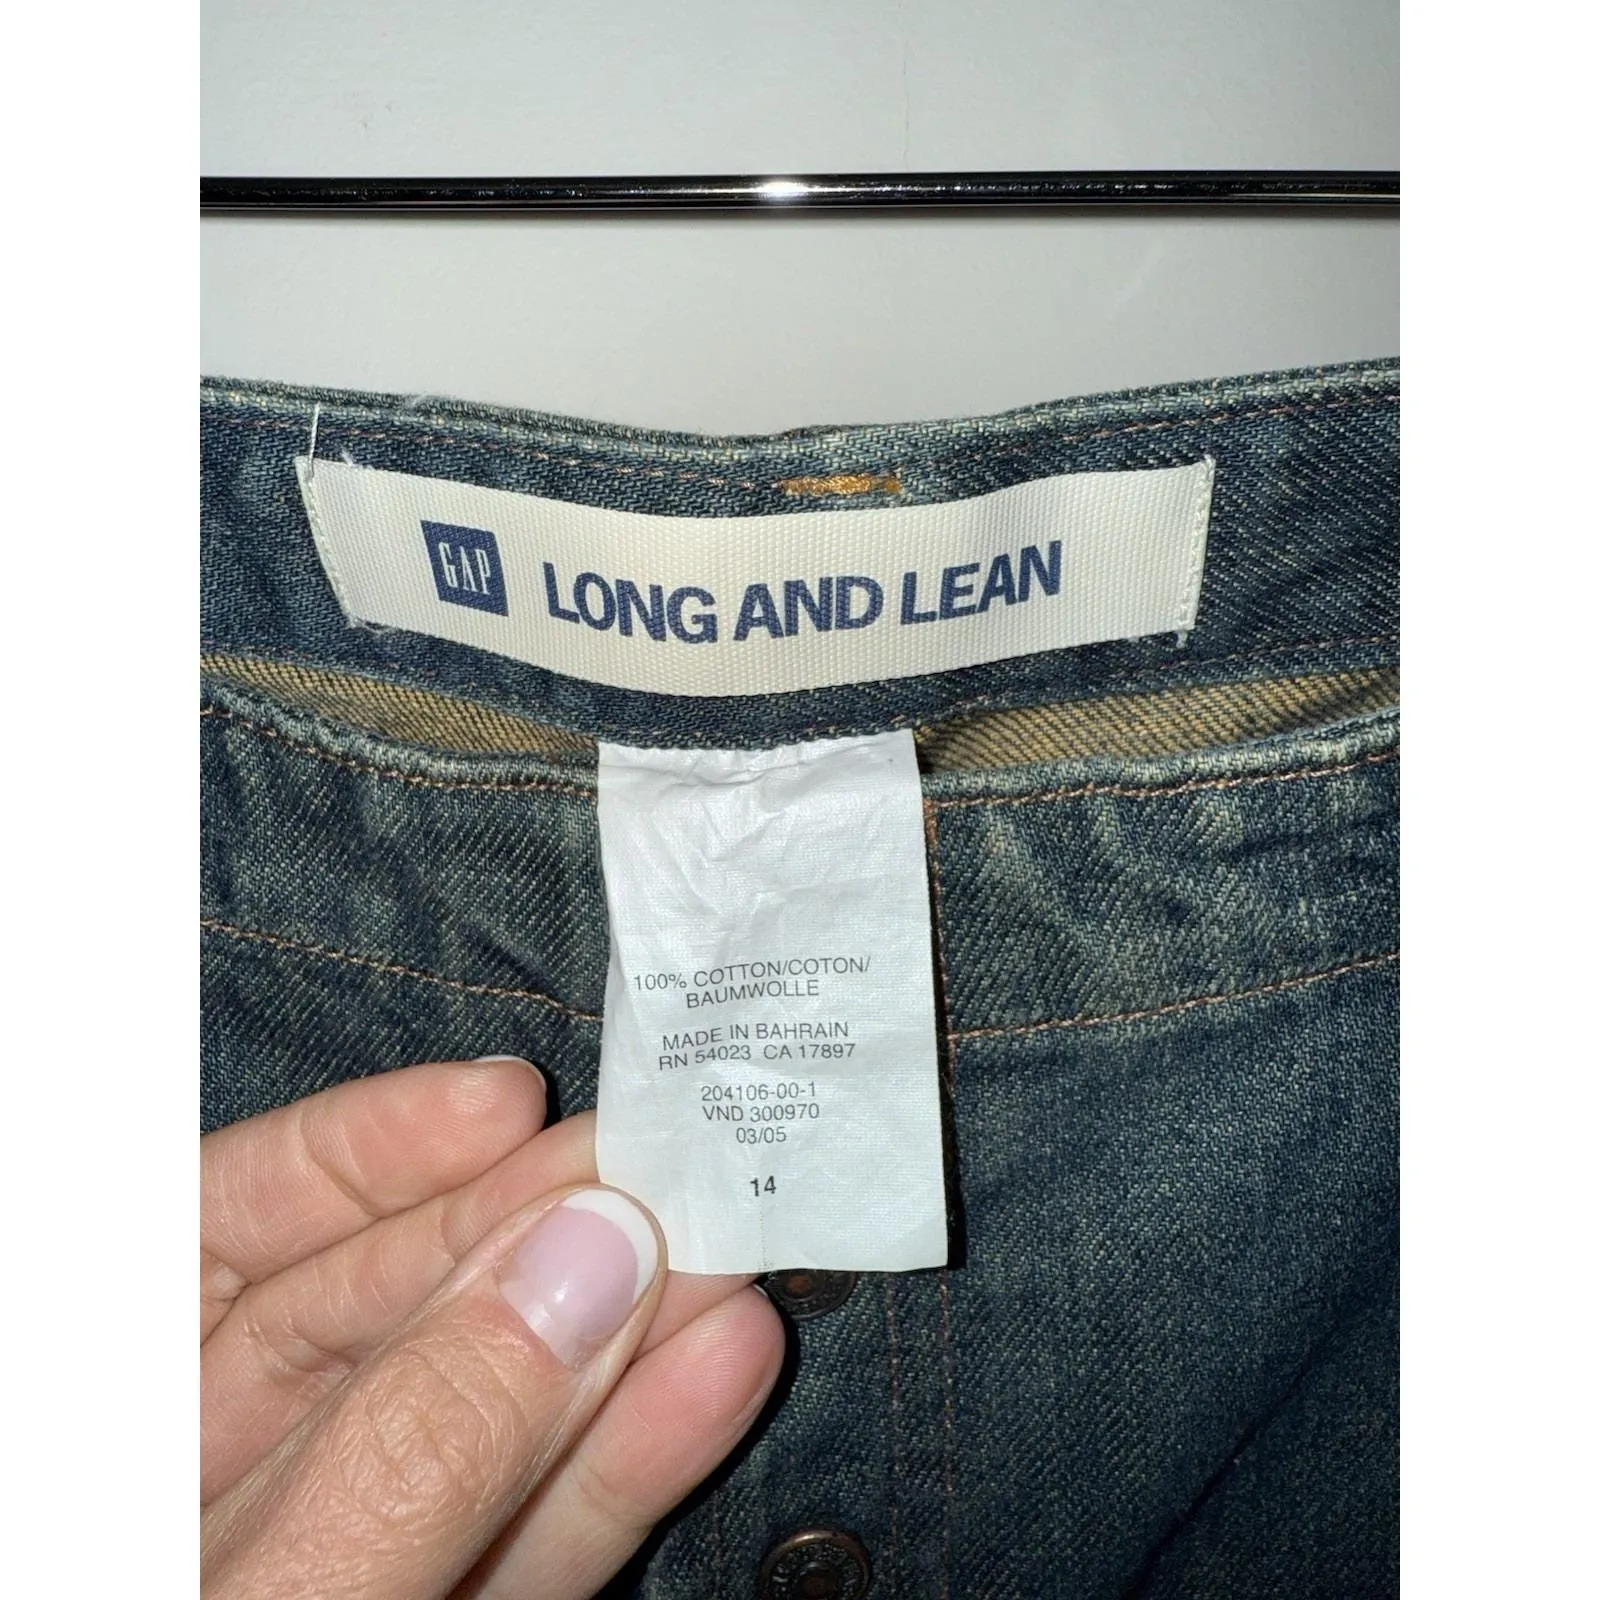 GAP LONG AND LEAN
100% COTTON/COTON/
BAUMWOLLE
MADE IN BAHRAIN
RN 54023 CA 17897
204106-00-1
VND 300970
03/05
14